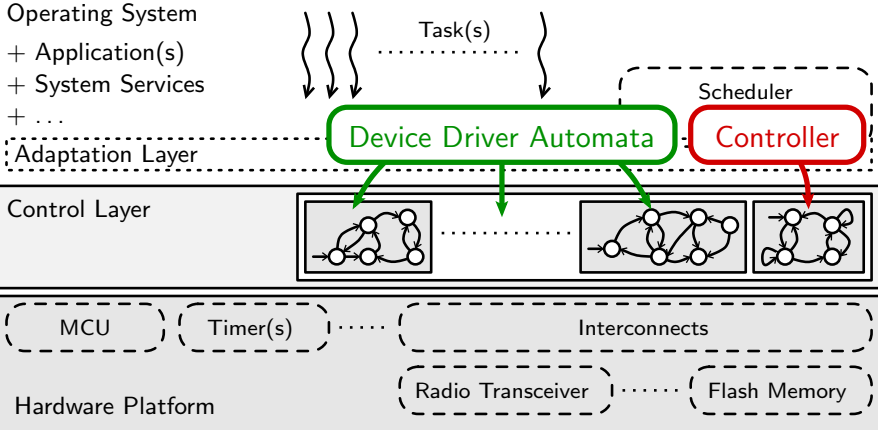 Operating System
+ Application(s)
+ System Services
+ ...
Task(s)
Scheduler
Device Driver Automata
Controller
Adaptation Layer
Control Layer
MCU
Timer(s)
Interconnects
Radio Transceiver
Flash Memory
Hardware Platform